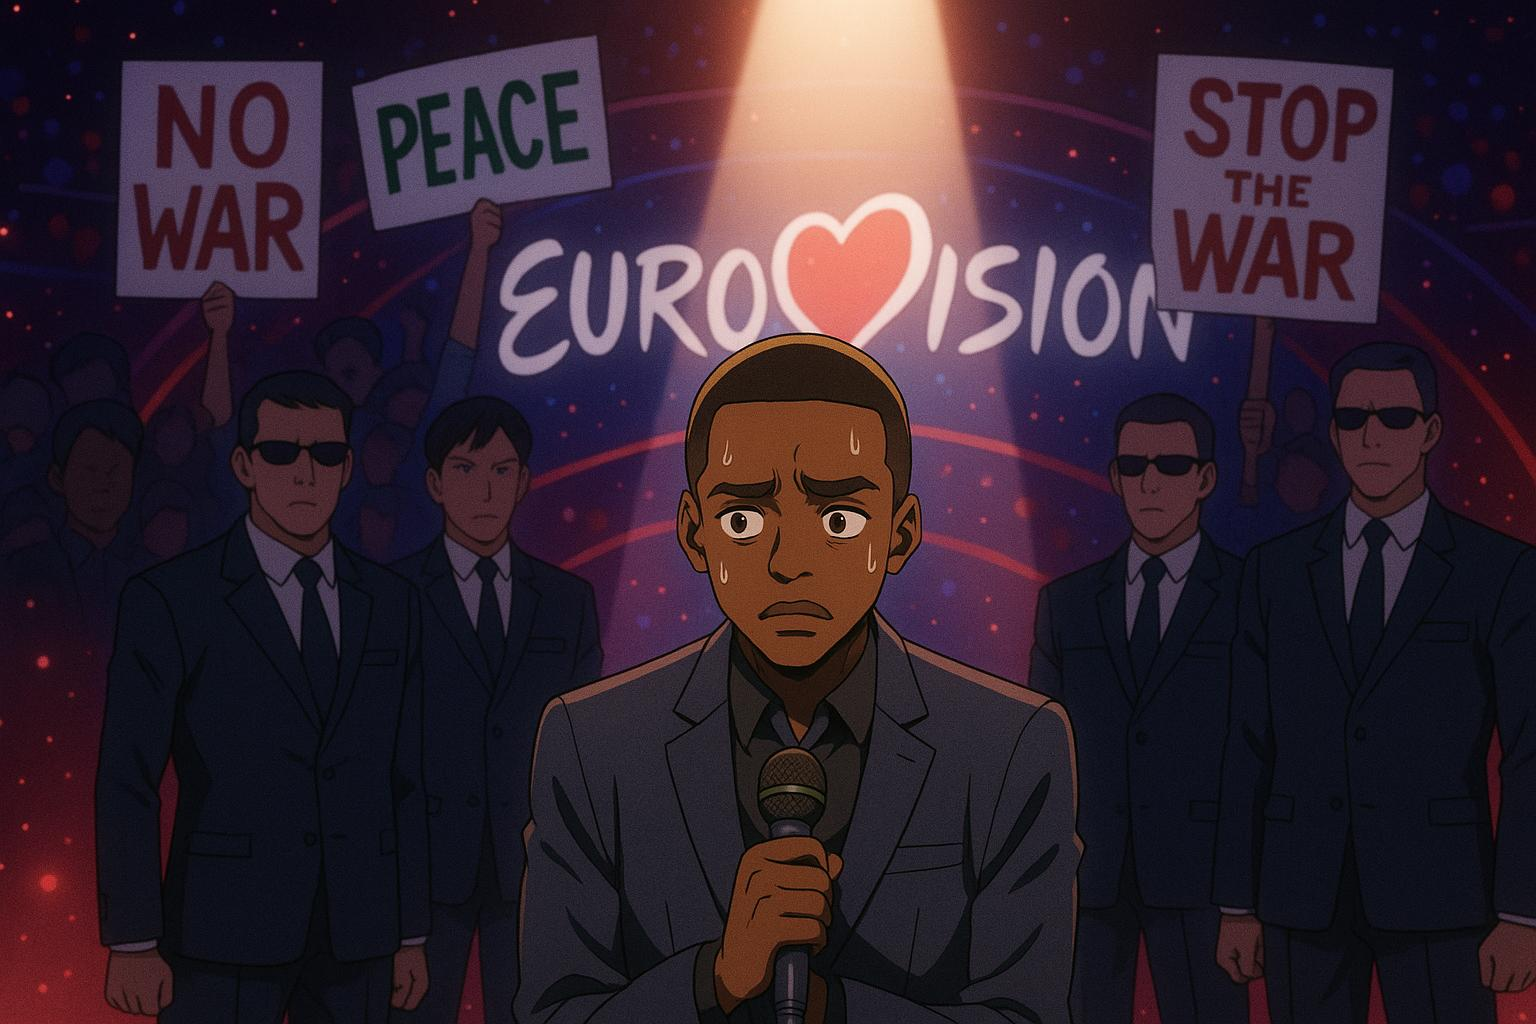 NO
WAR
PEACE
STOP
THE
WAR
EUROVISION